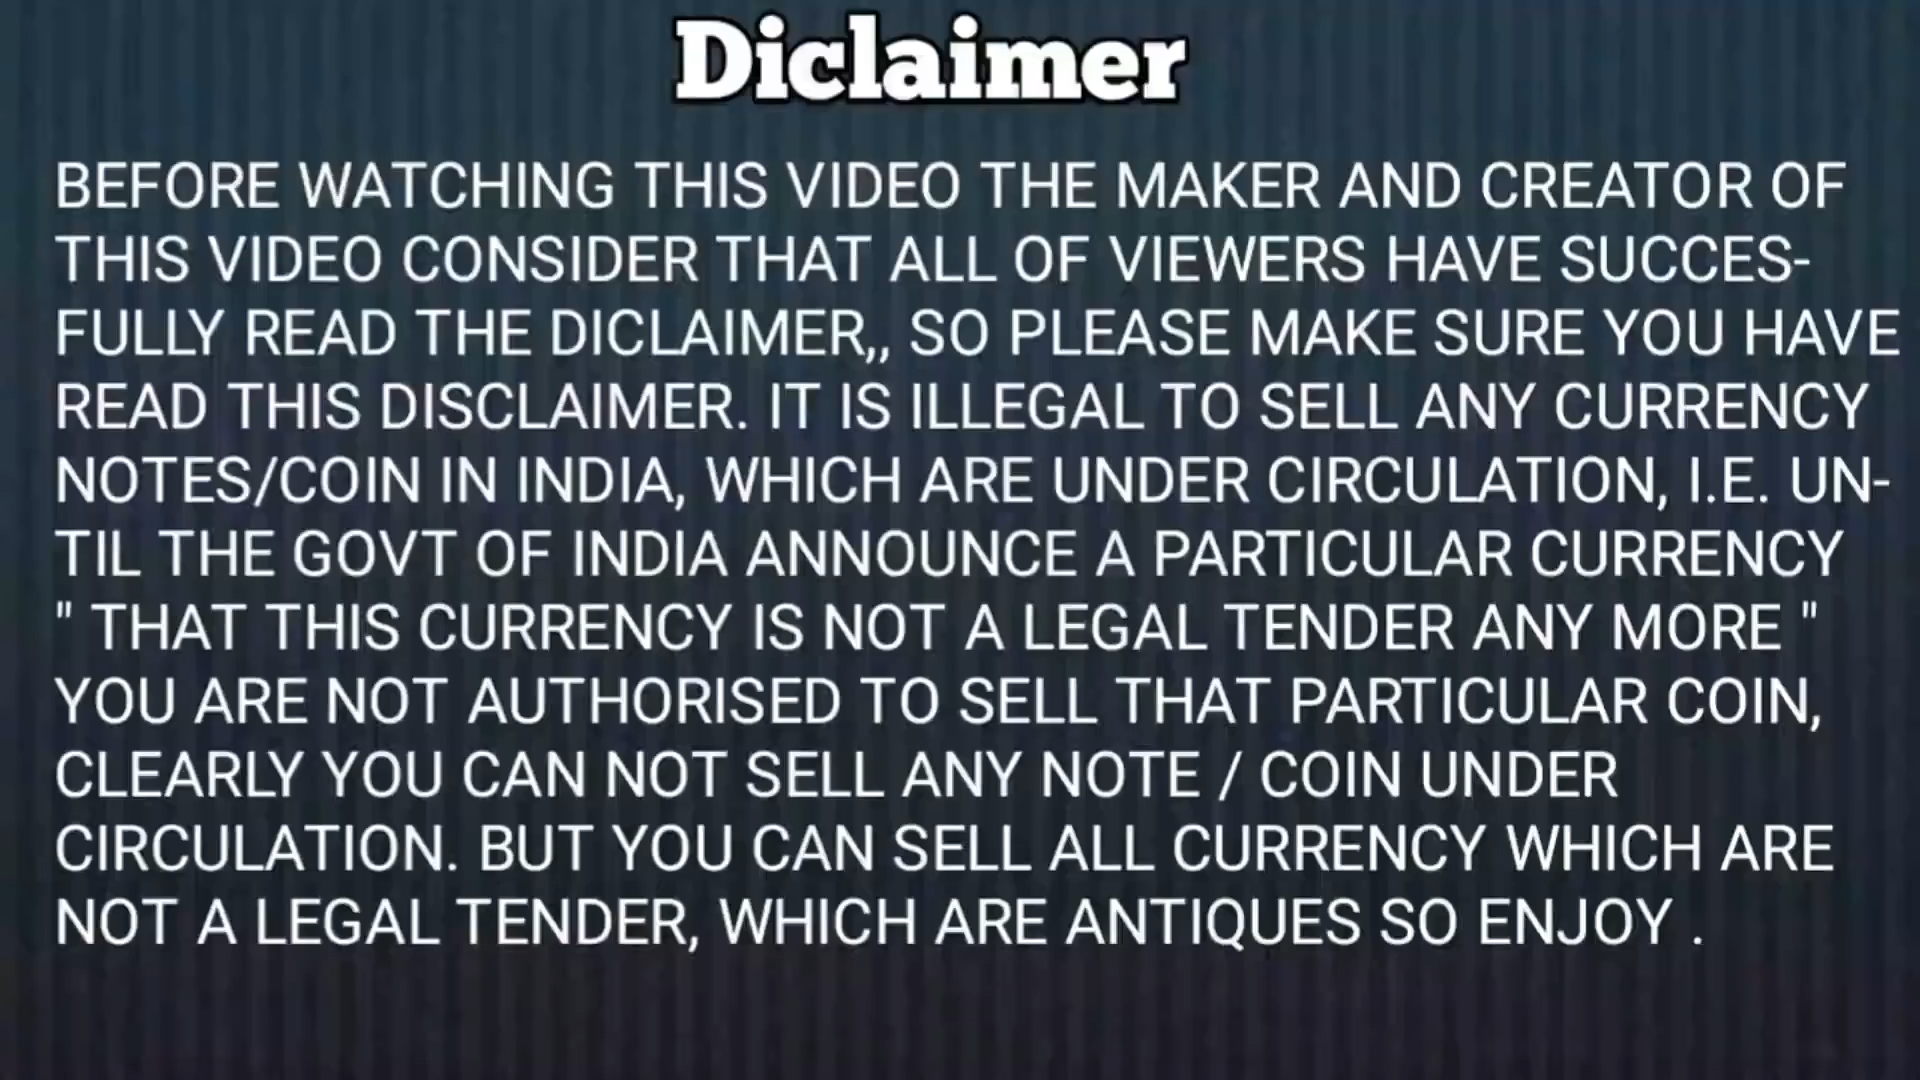 Diclaimer
BEFORE WATCHING THIS VIDEO THE MAKER AND CREATOR OF
THIS VIDEO CONSIDER THAT ALL OF VIEWERS HAVE SUCCES-
FULLY READ THE DICLAIMER,, SO PLEASE MAKE SURE YOU HAVE
READ THIS DISCLAIMER. IT IS ILLEGAL TO SELL ANY CURRENCY
NOTES/COIN IN INDIA, WHICH ARE UNDER CIRCULATION, I.E. UN-
TIL THE GOVT OF INDIA ANNOUNCE A PARTICULAR CURRENCY
" THAT THIS CURRENCY IS NOT A LEGAL TENDER ANY MORE "
YOU ARE NOT AUTHORISED TO SELL THAT PARTICULAR COIN,
CLEARLY YOU CAN NOT SELL ANY NOTE / COIN UNDER
CIRCULATION. BUT YOU CAN SELL ALL CURRENCY WHICH ARE
NOT A LEGAL TENDER, WHICH ARE ANTIQUES SO ENJOY .